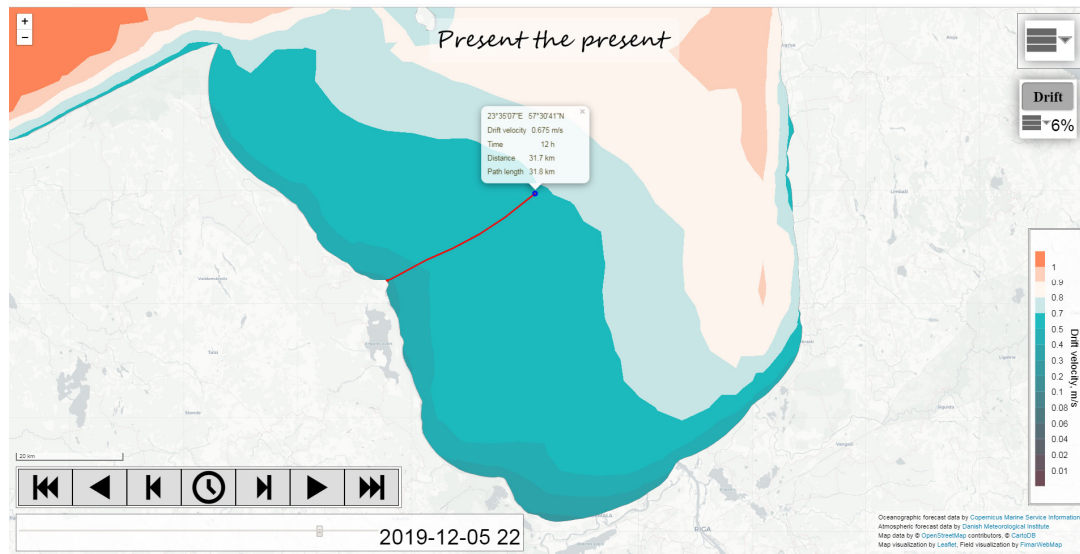 +
−
Present the present
Drift
6%
×
23°35'07"E 57°30'41"N
Drift velocity 0.675 m/s
Time 12 h
Distance 31.7 km
Path length 31.8 km
Limbaži
Talsi
Sigulda
RIGA
1
0.9
0.8
0.7
0.5
0.4
0.3
0.2
0.1
0.08
0.06
0.04
0.02
0.01
Drift velocity, m/s
20 km
2019-12-05 22
Oceanographic forecast data by Copernicus Marine Service Information
Atmospheric forecast data by Danish Meteorological Institute
Map data by © OpenStreetMap contributors, © CartoDB
Map visualization by Leaflet, Field visualization by FimarWebMap